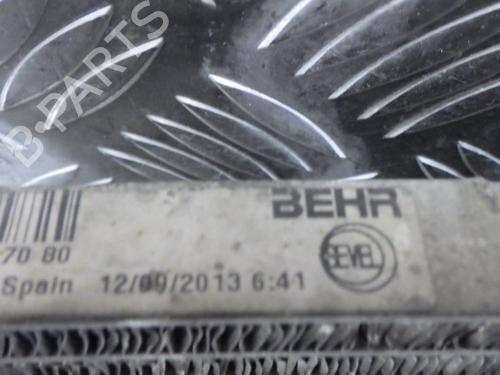 B-PARTS
BEHR
70 80
SEVEL
Spain 12/09/2013 6:41